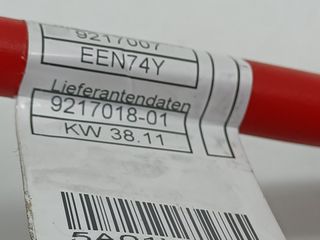 9217007
EEN74Y
Lieferantendaten
9217018-01
KW 38.11